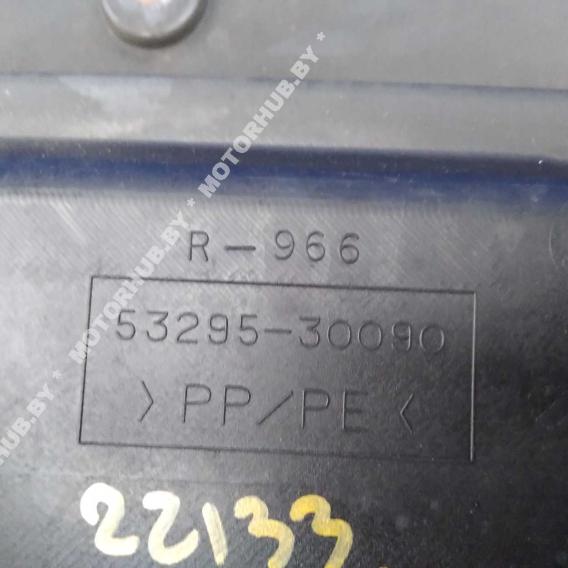 R-966
53295-30090
>PP/PE<
22133
* MOTORHUB.BY * MOTORHUB.BY * MOTORHUB.BY *